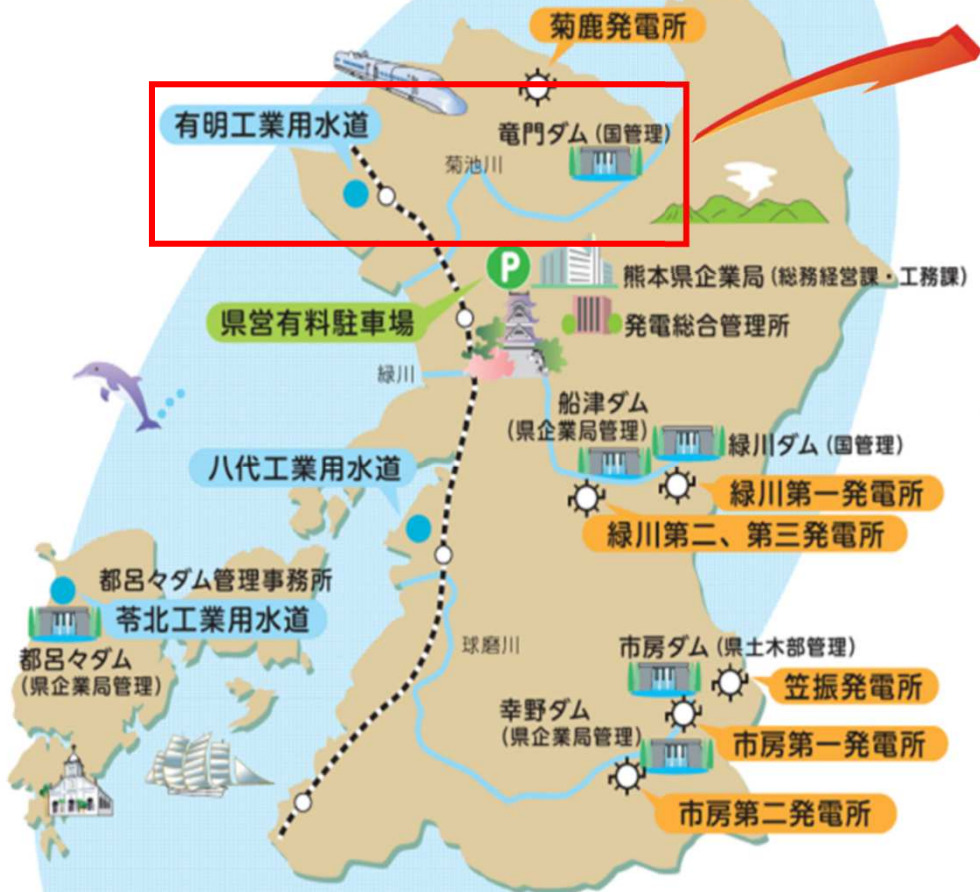 菊鹿発電所
有明工業用水道
竜門ダム(国管理)
菊池川
P
熊本県企業局(総務経営課・工務課)
県営有料駐車場
発電総合管理所
緑川
船津ダム
(県企業局管理)
緑川ダム(国管理)
八代工業用水道
緑川第一発電所
緑川第二、第三発電所
都呂々ダム管理事務所
苓北工業用水道
都呂々ダム
(県企業局管理)
球磨川
市房ダム(県土木部管理)
笠振発電所
幸野ダム
(県企業局管理)
市房第一発電所
市房第二発電所